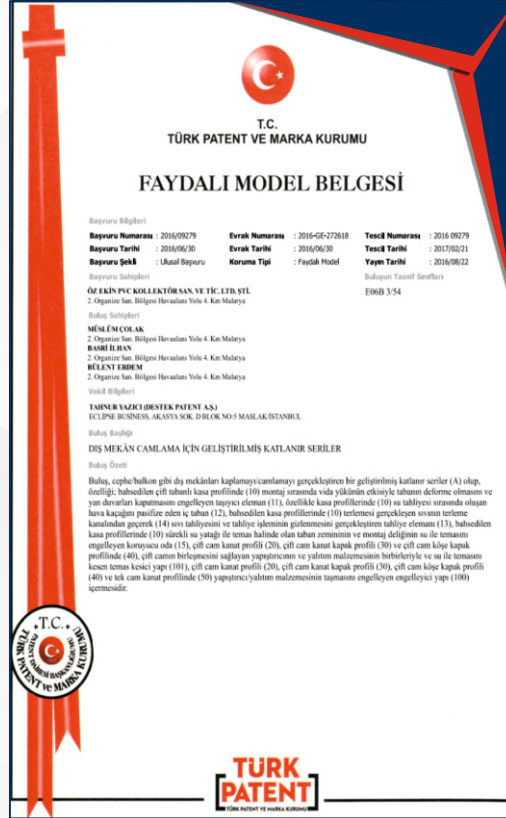 T.C.
TÜRK PATENT VE MARKA KURUMU
FAYDALI MODEL BELGESİ
Başvuru Bilgileri
Başvuru Numarası : 2016/09279 Evrak Numarası : 2016-GE-272618 Tescil Numarası : 2016 09279
Başvuru Tarihi : 2016/06/30 Evrak Tarihi : 2016/06/30 Tescil Tarihi : 2017/02/21
Başvuru Şekli : Ulusal Başvuru Koruma Tipi : Faydalı Model Yayın Tarihi : 2016/08/22
Başvuru Sahipleri Buluşun Tasnif Sınıfları
ÖZ EKİN PVC KOLLEKTÖR SAN. VE TİC. LTD. ŞTİ. E06B 3/54
2. Organize San. Bölgesi Havaalanı Yolu 4. Km Malatya
Buluş Sahipleri
MÜSLÜM ÇOLAK
2. Organize San. Bölgesi Havaalanı Yolu 4. Km Malatya
BASRİ İLHAN
2. Organize San. Bölgesi Havaalanı Yolu 4. Km Malatya
BÜLENT ERDEM
2. Organize San. Bölgesi Havaalanı Yolu 4. Km Malatya
Vekil Bilgileri
TAHNUR YAZICI (DESTEK PATENT A.Ş.)
ECLİPSE BUSİNESS, AKASYA SOK. D BLOK NO:5 MASLAK/İSTANBUL
Buluş Başlığı
DIŞ MEKÂN CAMLAMA İÇİN GELİŞTİRİLMİŞ KATLANIR SERİLER
Buluş Özeti
Buluş, cephe/balkon gibi dış mekânları kaplamayı/camlamayı gerçekleştiren bir geliştirilmiş katlanır seriler (A) olup,
özelliği; bahsedilen çift tabanlı kasa profilinde (10) montaj sırasında vida yükünün etkisiyle tabanın deforme olmasını ve
yan duvarları kapatmasını engelleyen taşıyıcı eleman (11), özellikle kasa profillerinde (10) su tahliyesi sırasında oluşan
hava kaçağını pasifize eden iç taban (12), bahsedilen kasa profillerinde (10) terlemesi gerçekleşen sıvının terleme
kanalından geçerek (14) sıvı tahliyesini ve tahliye işleminin gizlenmesini gerçekleştiren tahliye elemanı (13), bahsedilen
kasa profillerinde (10) sürekli su yatağı ile temas halinde olan taban zemininin ve montaj deliğinin su ile temasını
engelleyen koruyucu oda (15), çift cam kanat profili (20), çift cam kanat kapak profili (30) ve çift cam köşe kapak
profilinde (40), çift camın birleşmesini sağlayan yapıştırıcının ve yalıtım malzemesinin birbirleriyle ve su ile temasını
kesen temas kesici yapı (101), çift cam kanat profili (20), çift cam kanat kapak profili (30), çift cam köşe kapak profili
(40) ve tek cam kanat profilinde (50) yapıştırıcı/yalıtım malzemesinin taşmasını engelleyen engelleyici yapı (100)
içermesidir.
T.C.
PATENT DAİRESİ BAŞKANLIĞI
TÜRK PATENT VE MARKA KURUMU
TÜRK
PATENT
TÜRK PATENT VE MARKA KURUMU